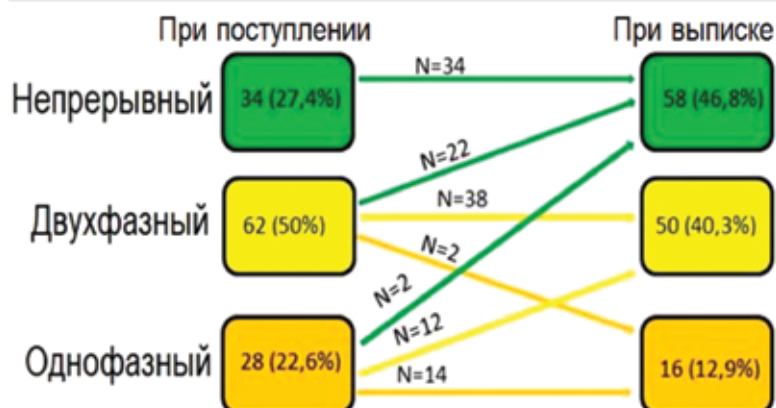 При поступлении При выписке
Непрерывный 34 (27,4%) N=34 58 (46,8%)
N=22
Двухфазный 62 (50%) N=38 50 (40,3%)
N=2
N=2
N=12
Однофазный 28 (22,6%) N=14 16 (12,9%)